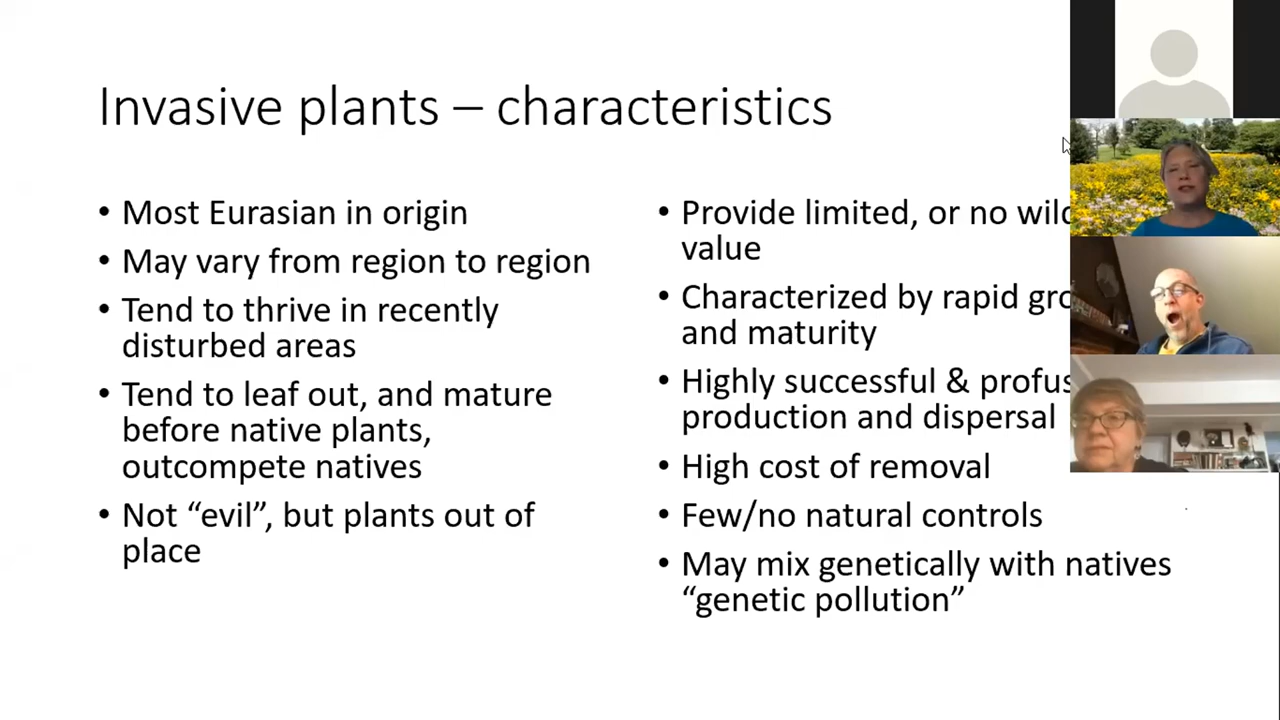 Invasive plants – characteristics
• Most Eurasian in origin
• May vary from region to region
• Tend to thrive in recently
disturbed areas
• Tend to leaf out, and mature
before native plants,
outcompete natives
• Not “evil”, but plants out of
place
• Provide limited, or no
value
• Characterized by rapid
and maturity
• Highly successful &
production and dispersal
• High cost of removal
• Few/no natural controls
• May mix genetically with natives
“genetic pollution”